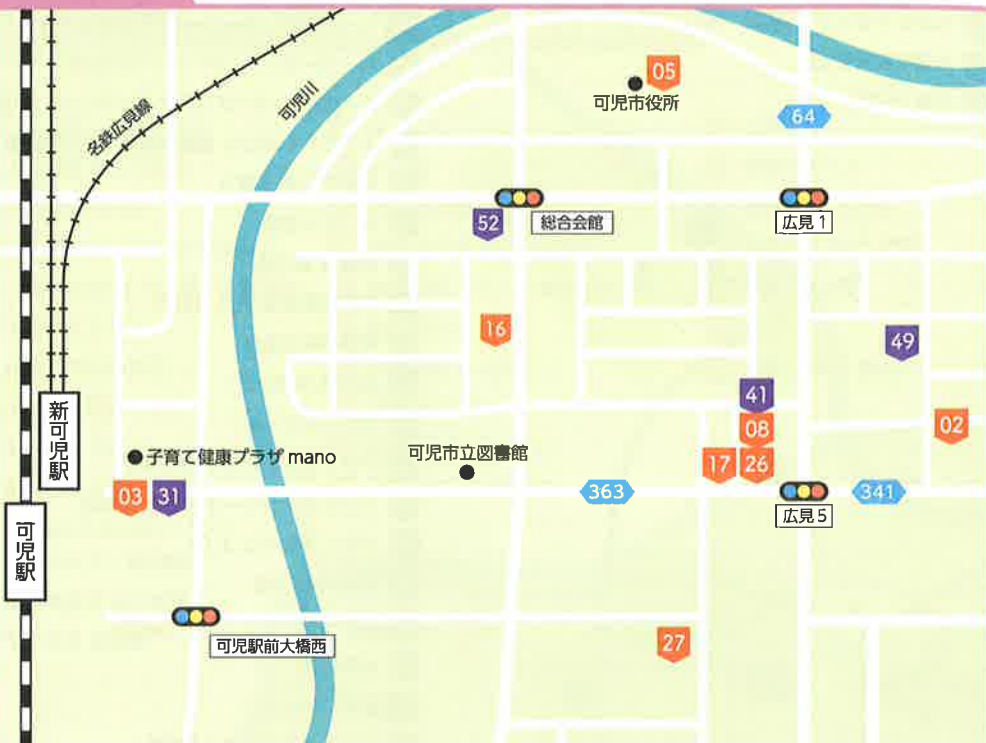 05
可児市役所
可児川
64
名鉄広見線
52
総合会館
広見1
16
49
41
新可児駅
08
02
可児市立図書館
子育て健康プラザ mano
17
26
03
31
363
341
広見5
可児駅
可児駅前大橋西
27